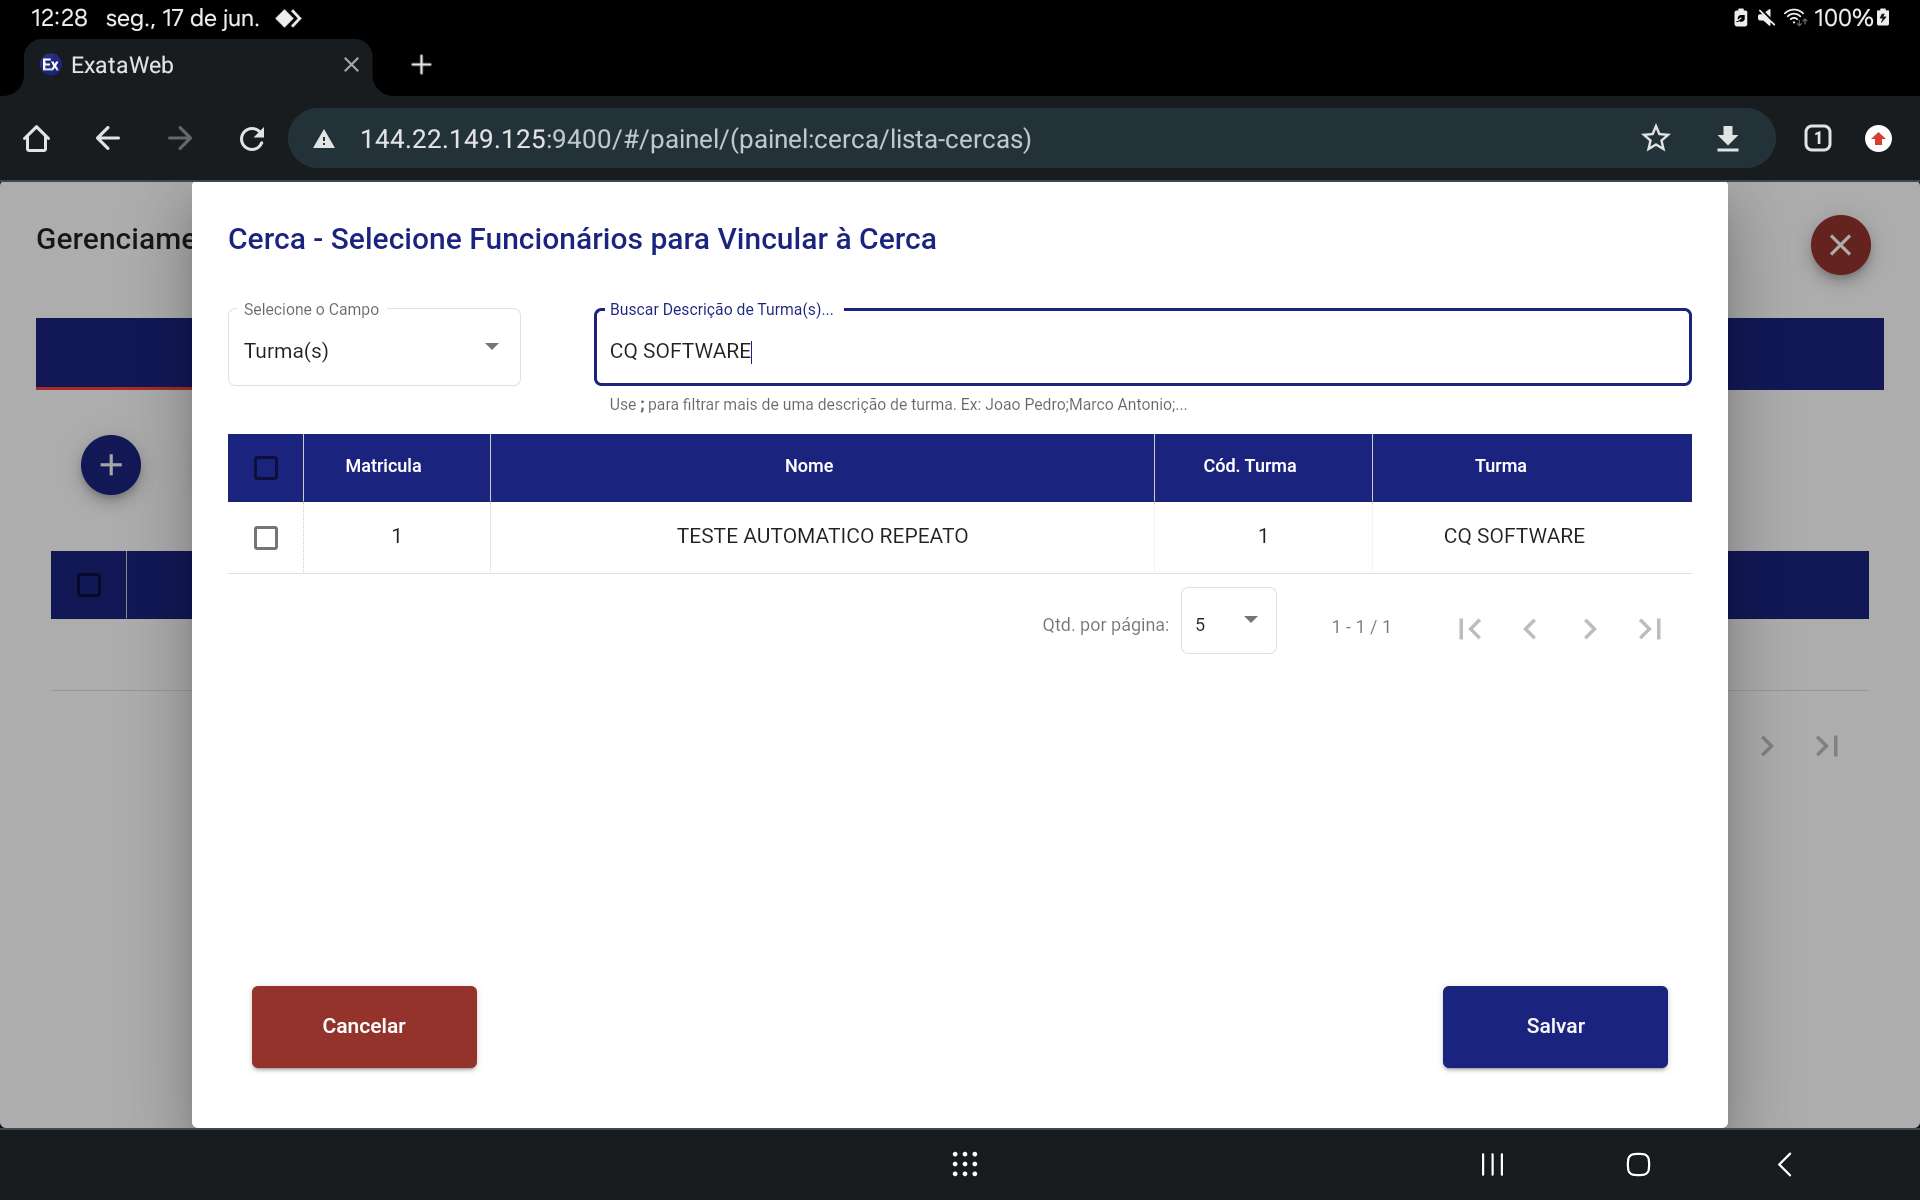 12:28 seg., 17 de jun. 100%
Ex ExataWeb
144.22.149.125:9400/#/painel/(painel:cerca/lista-cercas) 1
Gerenciame
Cerca - Selecione Funcionários para Vincular à Cerca
Selecione o Campo
Turma(s)
Buscar Descrição de Turma(s)...
CQ SOFTWARE
Use ; para filtrar mais de uma descrição de turma. Ex: Joao Pedro;Marco Antonio;...
Matricula Nome Cód. Turma Turma
1 TESTE AUTOMATICO REPEATO 1 CQ SOFTWARE
Qtd. por página: 5 1 - 1 / 1
Cancelar Salvar